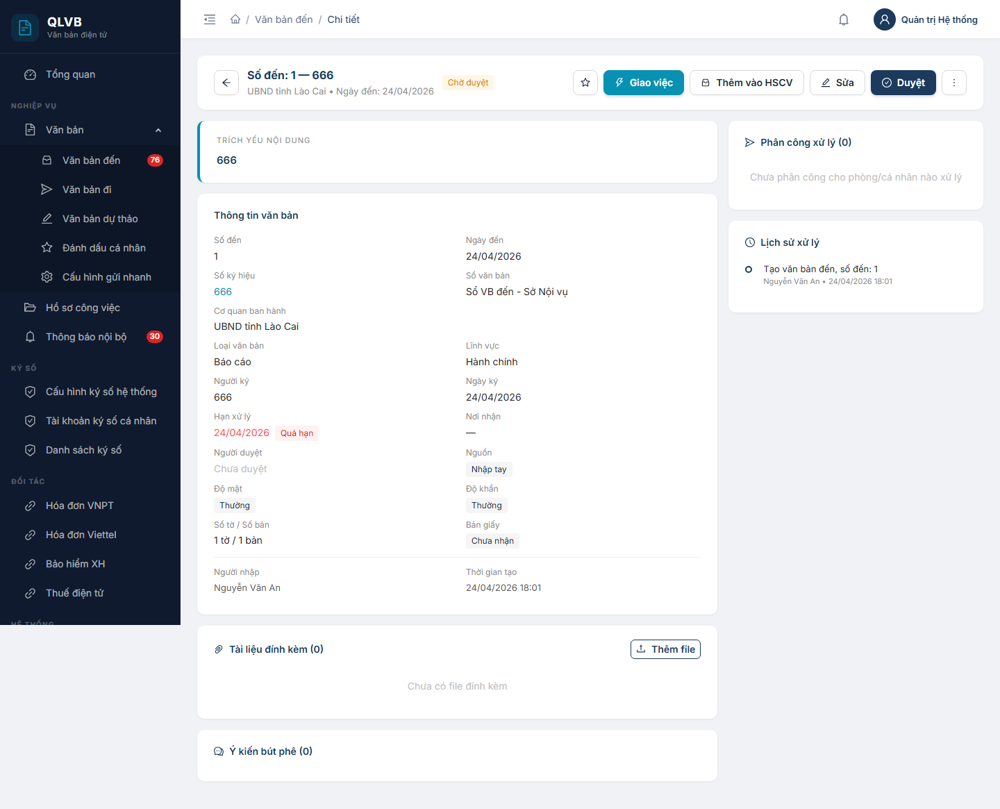 QLVB
Văn bản điện tử
Tổng quan
NGHIỆP VỤ
Văn bản
Văn bản đến 76
Văn bản đi
Văn bản dự thảo
Đánh dấu cá nhân
Cấu hình gửi nhanh
Hồ sơ công việc
Thông báo nội bộ 30
KÝ SỐ
Cấu hình ký số hệ thống
Tài khoản ký số cá nhân
Danh sách ký số
ĐỐI TÁC
Hóa đơn VNPT
Hóa đơn Viettel
Bảo hiểm XH
Thuế điện tử
HỆ THỐNG
/ Văn bản đến / Chi tiết
Quản trị Hệ thống
Số đến: 1 — 666
UBND tỉnh Lào Cai • Ngày đến: 24/04/2026
Chờ duyệt
Giao việc
Thêm vào HSCV
Sửa
Duyệt
TRÍCH YẾU NỘI DUNG
666
Thông tin văn bản
Số đến
1
Ngày đến
24/04/2026
Số ký hiệu
666
Sổ văn bản
Sổ VB đến - Sở Nội vụ
Cơ quan ban hành
UBND tỉnh Lào Cai
Loại văn bản
Báo cáo
Lĩnh vực
Hành chính
Người ký
666
Ngày ký
24/04/2026
Hạn xử lý
24/04/2026 Quá hạn
Nơi nhận
—
Người duyệt
Chưa duyệt
Nguồn
Nhập tay
Độ mật
Thường
Độ khẩn
Thường
Số tờ / Số bản
1 tờ / 1 bản
Bản giấy
Chưa nhận
Người nhập
Nguyễn Văn An
Thời gian tạo
24/04/2026 18:01
Tài liệu đính kèm (0)
Thêm file
Chưa có file đính kèm
Ý kiến bút phê (0)
Phân công xử lý (0)
Chưa phân công cho phòng/cá nhân nào xử lý
Lịch sử xử lý
Tạo văn bản đến, số đến: 1
Nguyễn Văn An • 24/04/2026 18:01